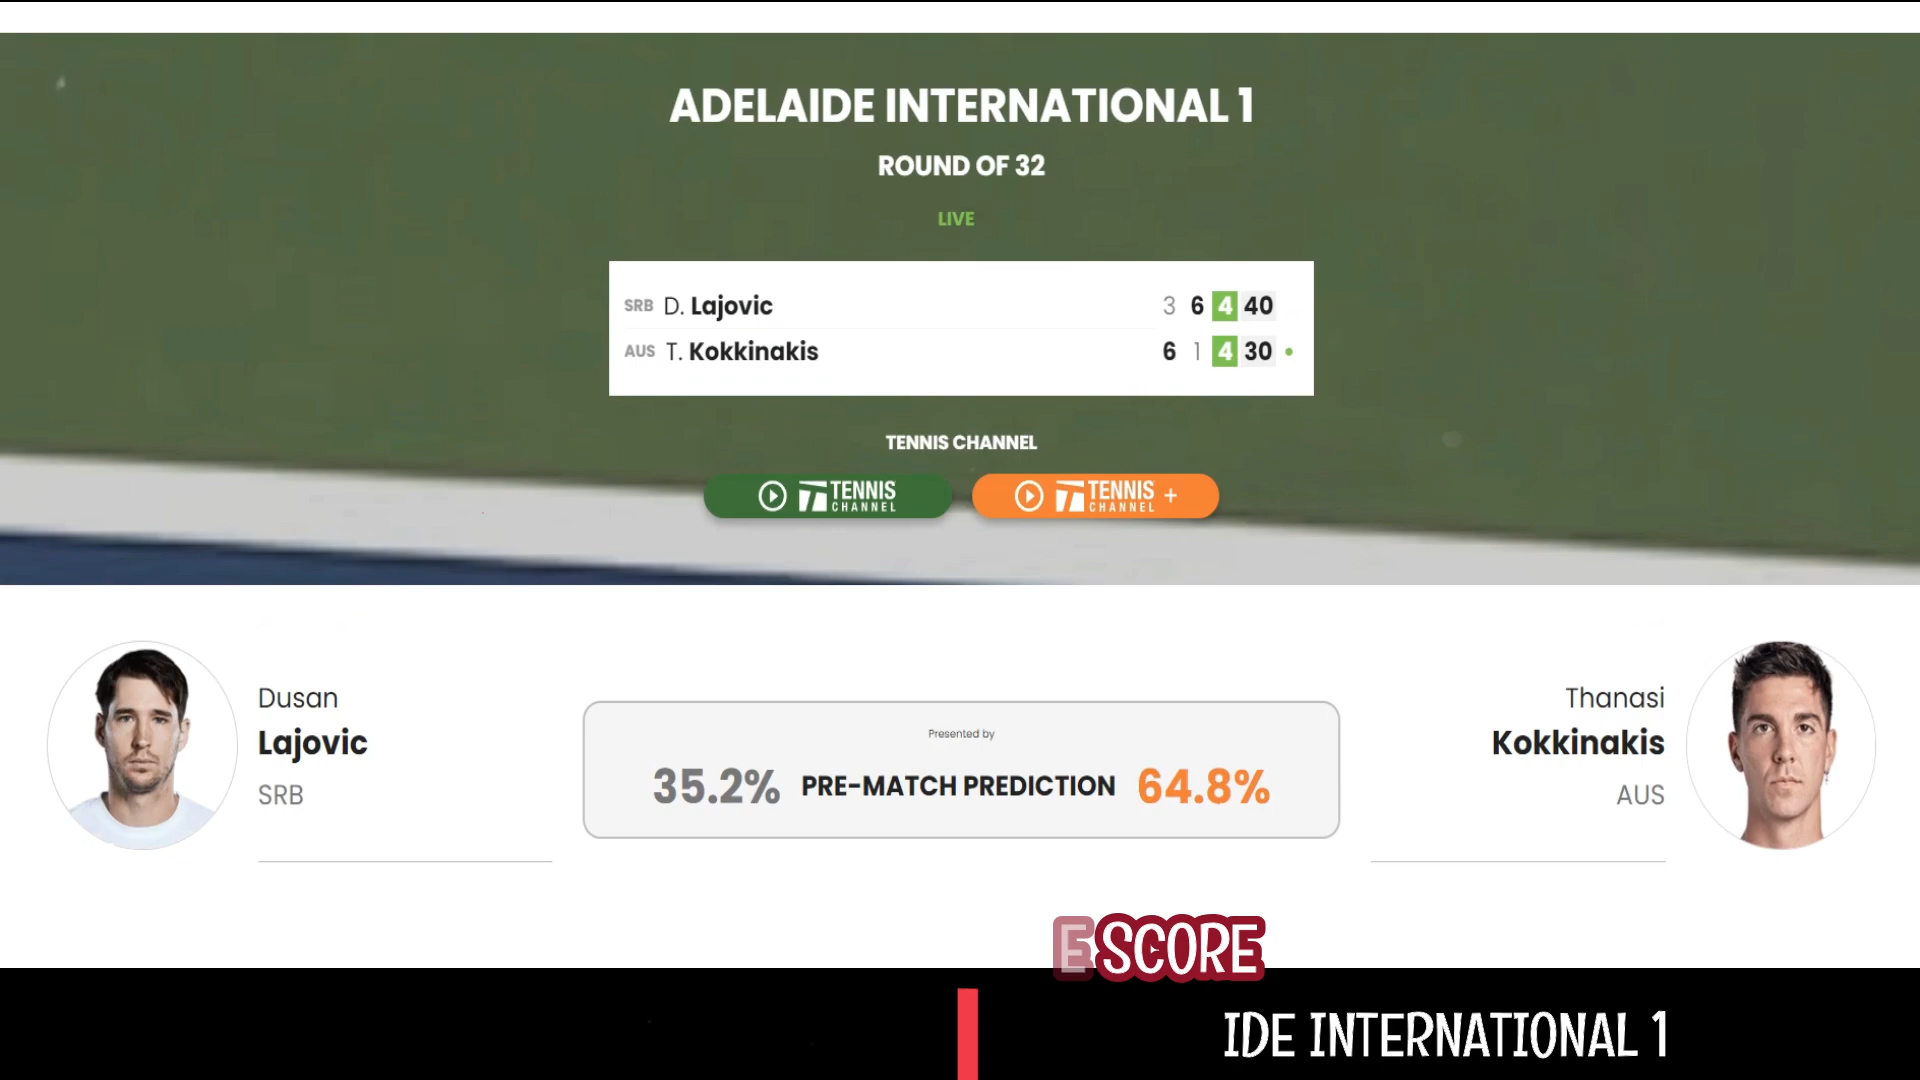 ADELAIDE INTERNATIONAL 1
ROUND OF 32
LIVE
SRB D. Lajovic 3 6 4 40
AUS T. Kokkinakis 6 1 4 30
TENNIS CHANNEL
TENNIS CHANNEL
TENNIS CHANNEL +
Dusan
Lajovic
SRB
Presented by
35.2% PRE-MATCH PREDICTION 64.8%
Thanasi
Kokkinakis
AUS
E SCORE
IDE INTERNATIONAL 1